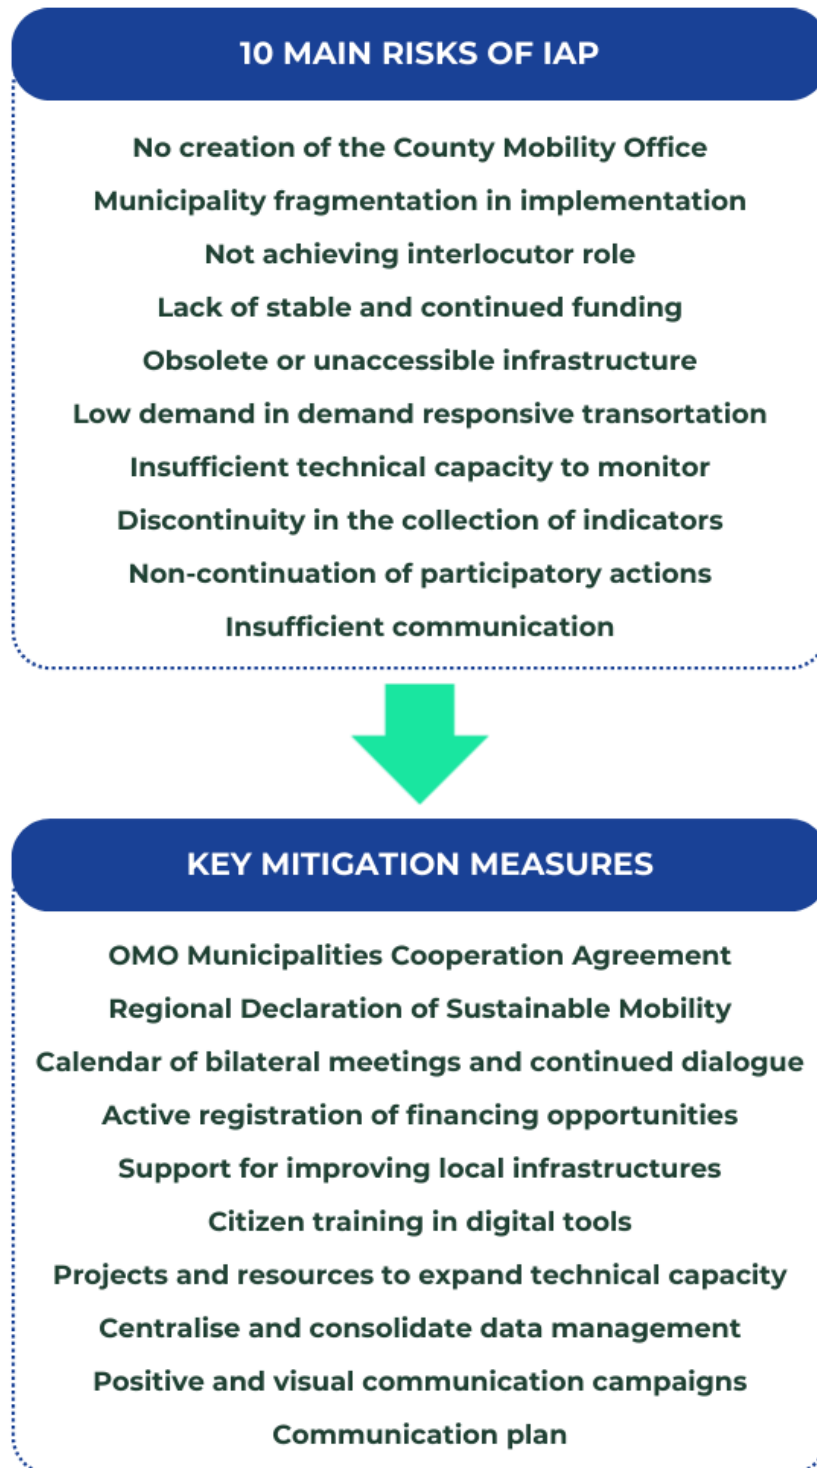 10 MAIN RISKS OF IAP
No creation of the County Mobility Office
Municipality fragmentation in implementation
Not achieving interlocutor role
Lack of stable and continued funding
Obsolete or unaccessible infrastructure
Low demand in demand responsive transortation
Insufficient technical capacity to monitor
Discontinuity in the collection of indicators
Non-continuation of participatory actions
Insufficient communication
KEY MITIGATION MEASURES
OMO Municipalities Cooperation Agreement
Regional Declaration of Sustainable Mobility
Calendar of bilateral meetings and continued dialogue
Active registration of financing opportunities
Support for improving local infrastructures
Citizen training in digital tools
Projects and resources to expand technical capacity
Centralise and consolidate data management
Positive and visual communication campaigns
Communication plan